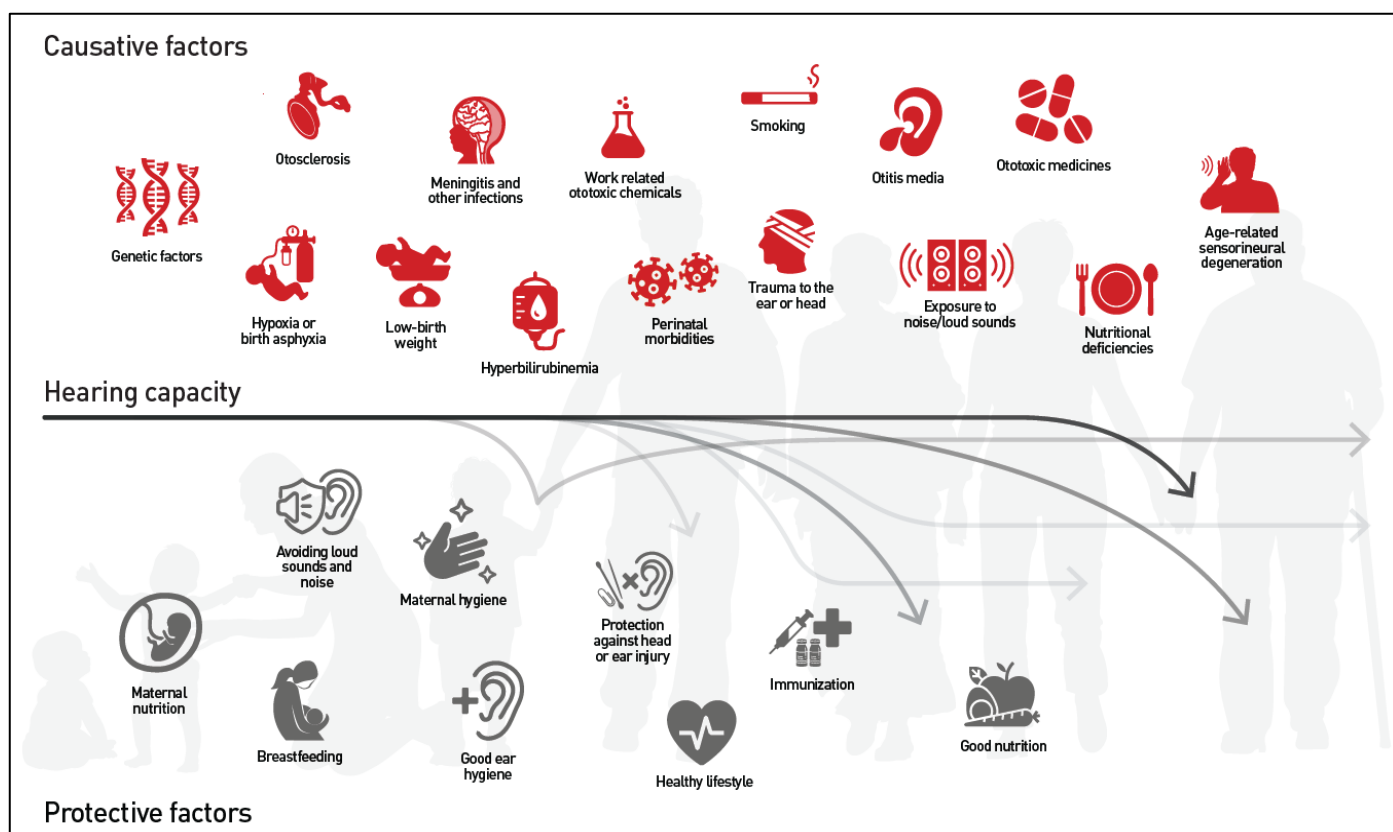 Causative factors
Otosclerosis
Meningitis and
other infections
Work related
ototoxic chemicals
Smoking
Otitis media
Ototoxic medicines
Genetic factors
Age-related
sensorineural
degeneration
Hypoxia or
birth asphyxia
Low-birth
weight
Hyperbilirubinemia
Perinatal
morbidities
Trauma to the
ear or head
Exposure to
noise/loud sounds
Nutritional
deficiencies
Hearing capacity
Avoiding loud
sounds and
noise
Maternal hygiene
Protection
against head
or ear injury
Immunization
Maternal
nutrition
Breastfeeding
Good ear
hygiene
Healthy lifestyle
Good nutrition
Protective factors